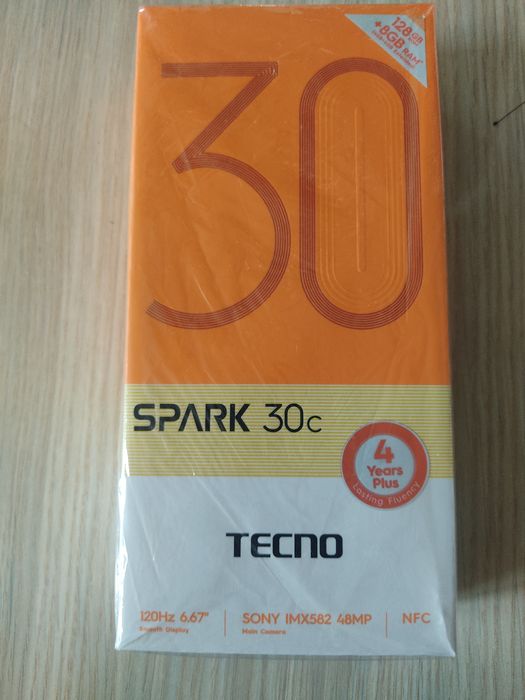 128GB
+8GB RAM*
30
SPARK 30c
4
Years
Plus
Lasting Fluency
TECNO
120Hz 6.67"
Smooth Display
SONY IMX582 48MP
Main Camera
NFC